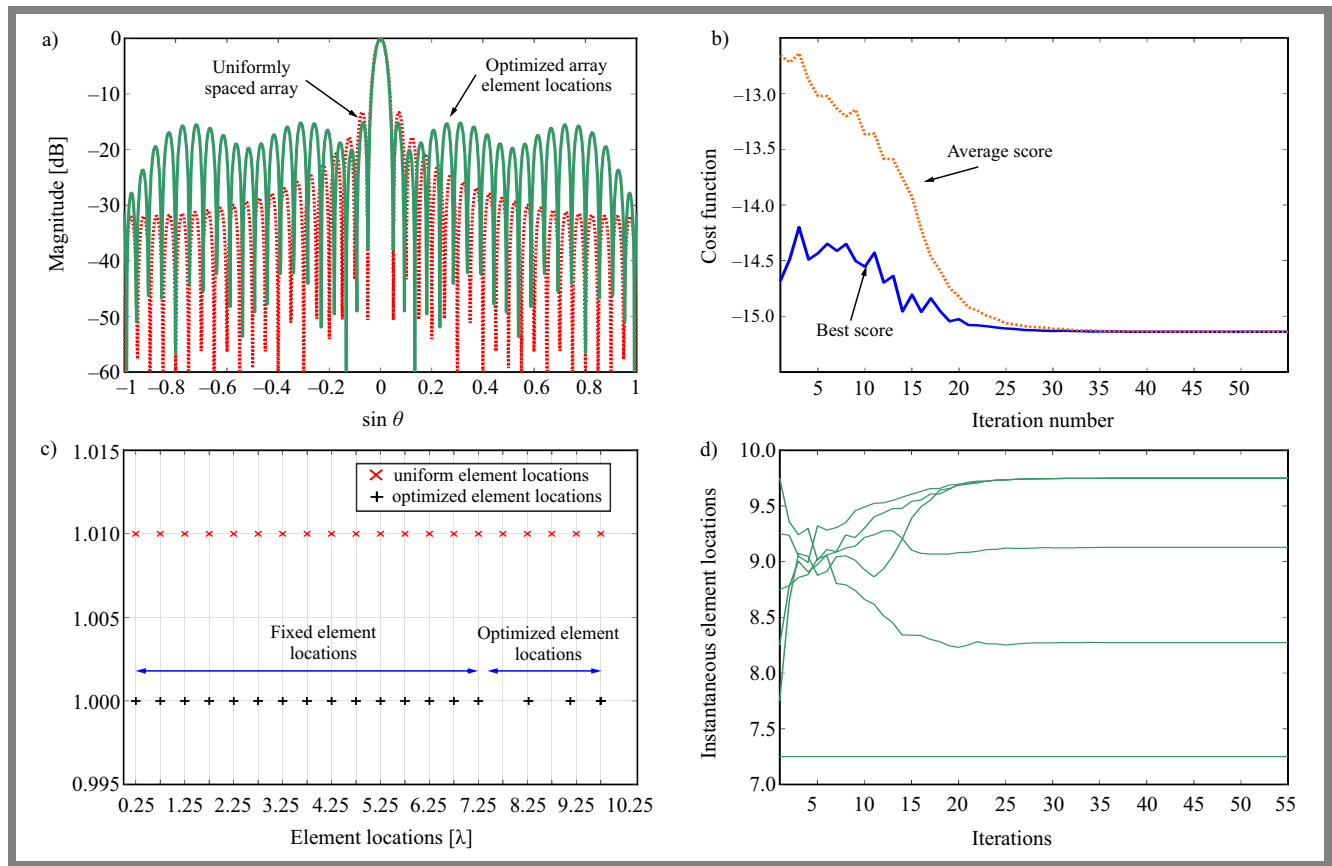 a)
Uniformly
spaced array
Optimized array
element locations
Magnitude [dB]
0
–10
–20
–30
–40
–50
–60
–1 –0.8 –0.6 –0.4 –0.2 0 0.2 0.4 0.6 0.8 1
sin θ
b)
Average score
Best score
Cost function
–13.0
–13.5
–14.0
–14.5
–15.0
5 10 15 20 25 30 35 40 45 50
Iteration number
c)
× uniform element locations
+ optimized element locations
Fixed element
locations
Optimized element
locations
1.015
1.010
1.005
1.000
0.995
0.25 1.25 2.25 3.25 4.25 5.25 6.25 7.25 8.25 9.25 10.25
Element locations [λ]
d)
Instantaneous element locations
10.0
9.5
9.0
8.5
8.0
7.5
7.0
5 10 15 20 25 30 35 40 45 50 55
Iterations